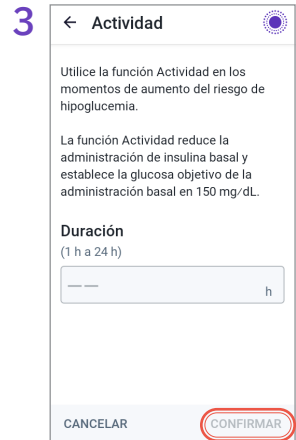 3
← Actividad
Utilice la función Actividad en los
momentos de aumento del riesgo de
hipoglucemia.
La función Actividad reduce la
administración de insulina basal y
establece la glucosa objetivo de la
administración basal en 150 mg/dL.
Duración
(1 h a 24 h)
—— h
CANCELAR CONFIRMAR